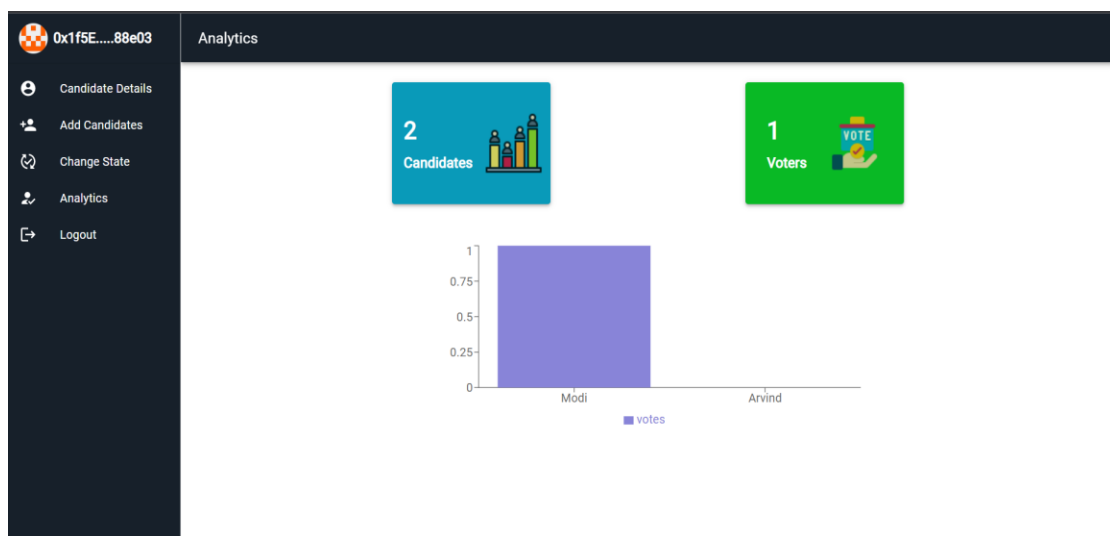 0x1f5E.....88e03
Analytics
Candidate Details
Add Candidates
Change State
Analytics
Logout
2
Candidates
1
Voters
VOTE
1
0.75
0.5
0.25
0
Modi
Arvind
votes